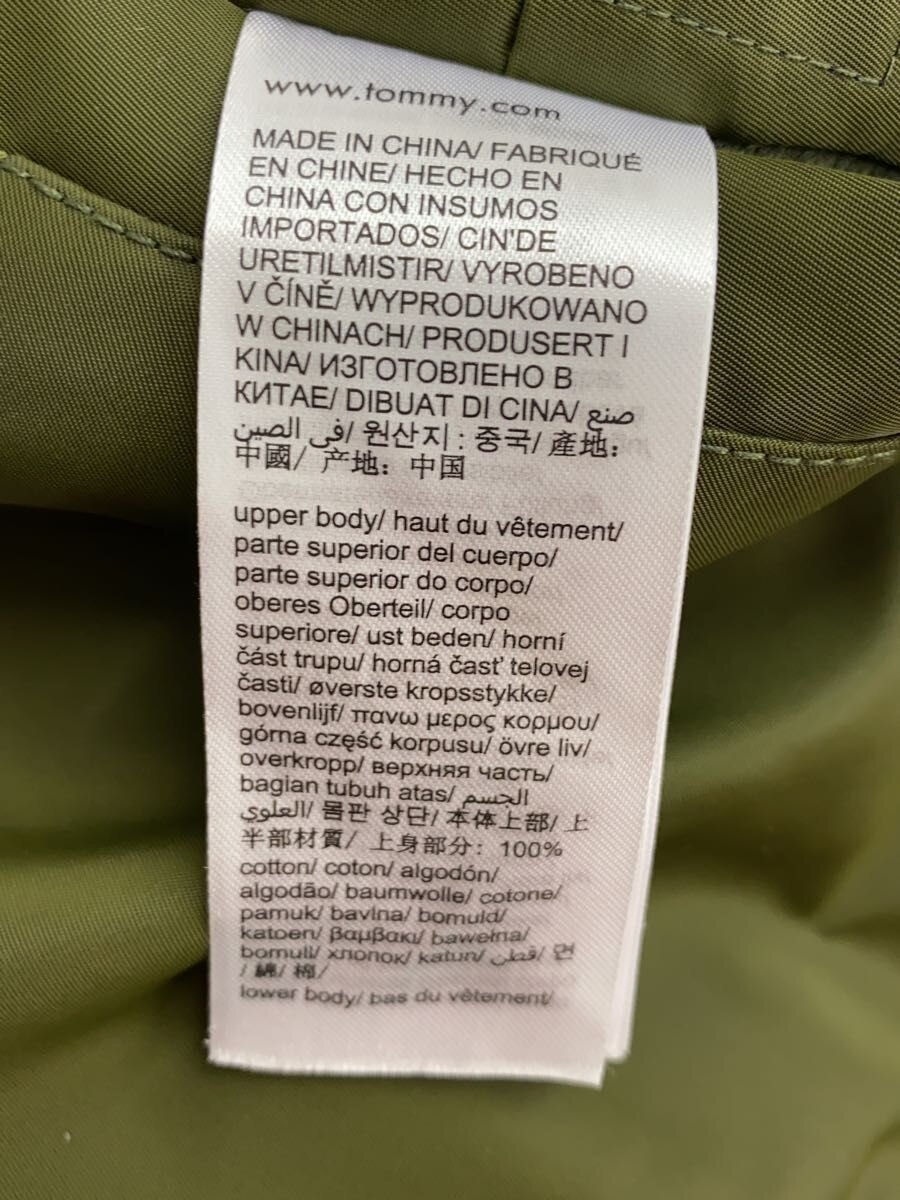 www.tommy.com
MADE IN CHINA/ FABRIQUÉ
EN CHINE/ HECHO EN
CHINA CON INSUMOS
IMPORTADOS/ CIN'DE
URETILMISTIR/ VYROBENO
V ČÍNĚ/ WYPRODUKOWANO
W CHINACH/ PRODUSERT I
KINA/ ИЗГОТОВЛЕНО В
КИТАЕ/ DIBUAT DI CINA/ صنع
في الصين/ 원산지 : 중국/ 產地：
中國/ 产地：中国
upper body/ haut du vêtement/
parte superior del cuerpo/
parte superior do corpo/
oberes Oberteil/ corpo
superiore/ ust beden/ horní
část trupu/ horná časť telovej
časti/ øverste kropsstykke/
bovenlijf/ πανω μερος κορμου/
górna część korpusu/ övre liv/
overkropp/ верхняя часть/
bagian tubuh atas/ الجسم
العلوي/ 몸판 상단/ 本体上部/ 上
半部材質/ 上身部分：100%
cotton/ coton/ algodón/
algodão/ baumwolle/ cotone/
pamuk/ bavlna/ bomuld/
katoen/ βαμβακι/ bawełna/
bomull/ хлопок/ katun/ قطن/ 면
/ 綿/ 棉/
lower body/ bas du vêtement/